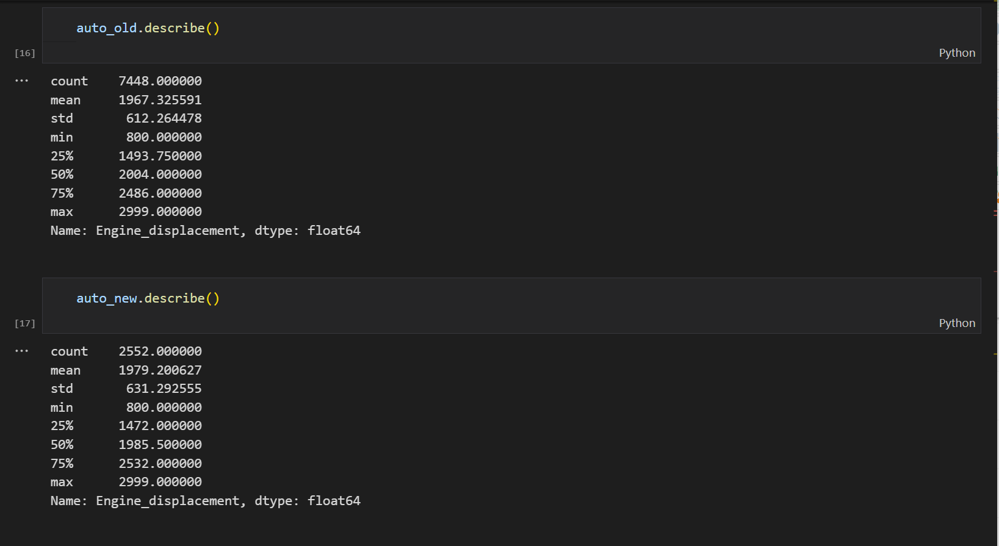 auto_old.describe()
[16]
Python
... count 7448.000000
mean 1967.325591
std 612.264478
min 800.000000
25% 1493.750000
50% 2004.000000
75% 2486.000000
max 2999.000000
Name: Engine_displacement, dtype: float64
auto_new.describe()
[17]
Python
... count 2552.000000
mean 1979.200627
std 631.292555
min 800.000000
25% 1472.000000
50% 1985.500000
75% 2532.000000
max 2999.000000
Name: Engine_displacement, dtype: float64